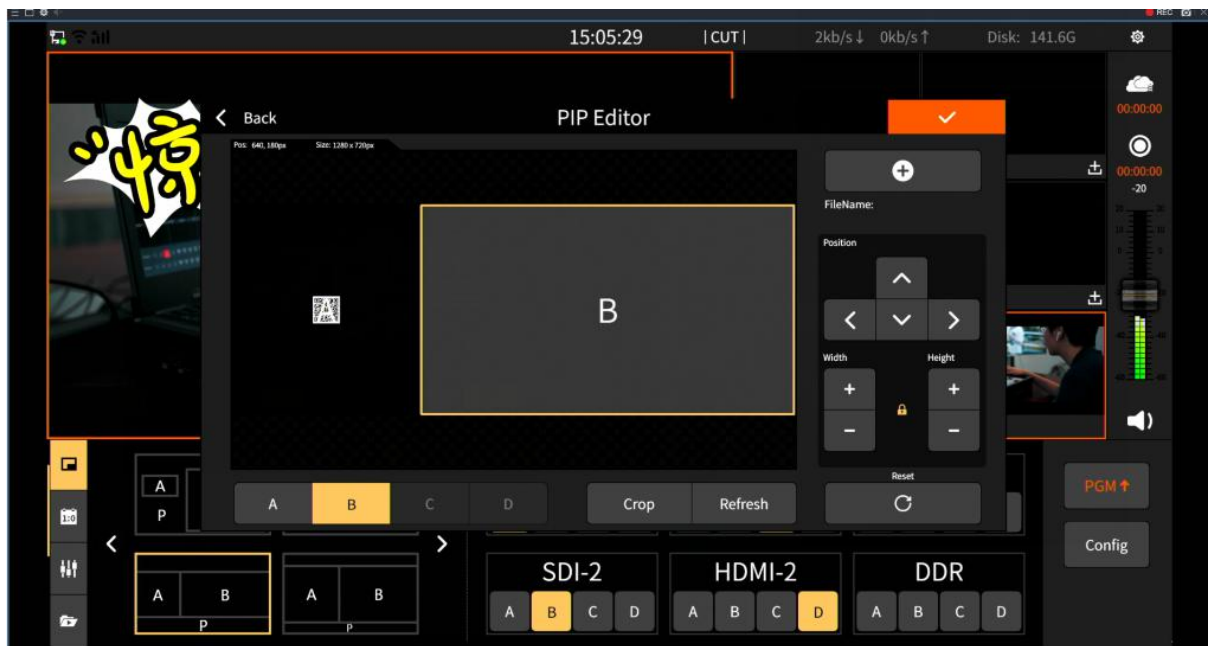 REC
15:05:29
|CUT|
2kb/s↓ 0kb/s↑
Disk: 141.6G
00:00:00
00:00:00
-20
惊
Back
PIP Editor
Pos: 640, 180px
Size: 1280 x 720px
A
B
FileName:
Position
Width
Height
+
+
-
-
Reset
A
B
C
D
Crop
Refresh
A
P
1:0
A
B
P
A
B
P
SDI-2
A B C D
HDMI-2
A B C D
DDR
A B C D
PGM↑
Config